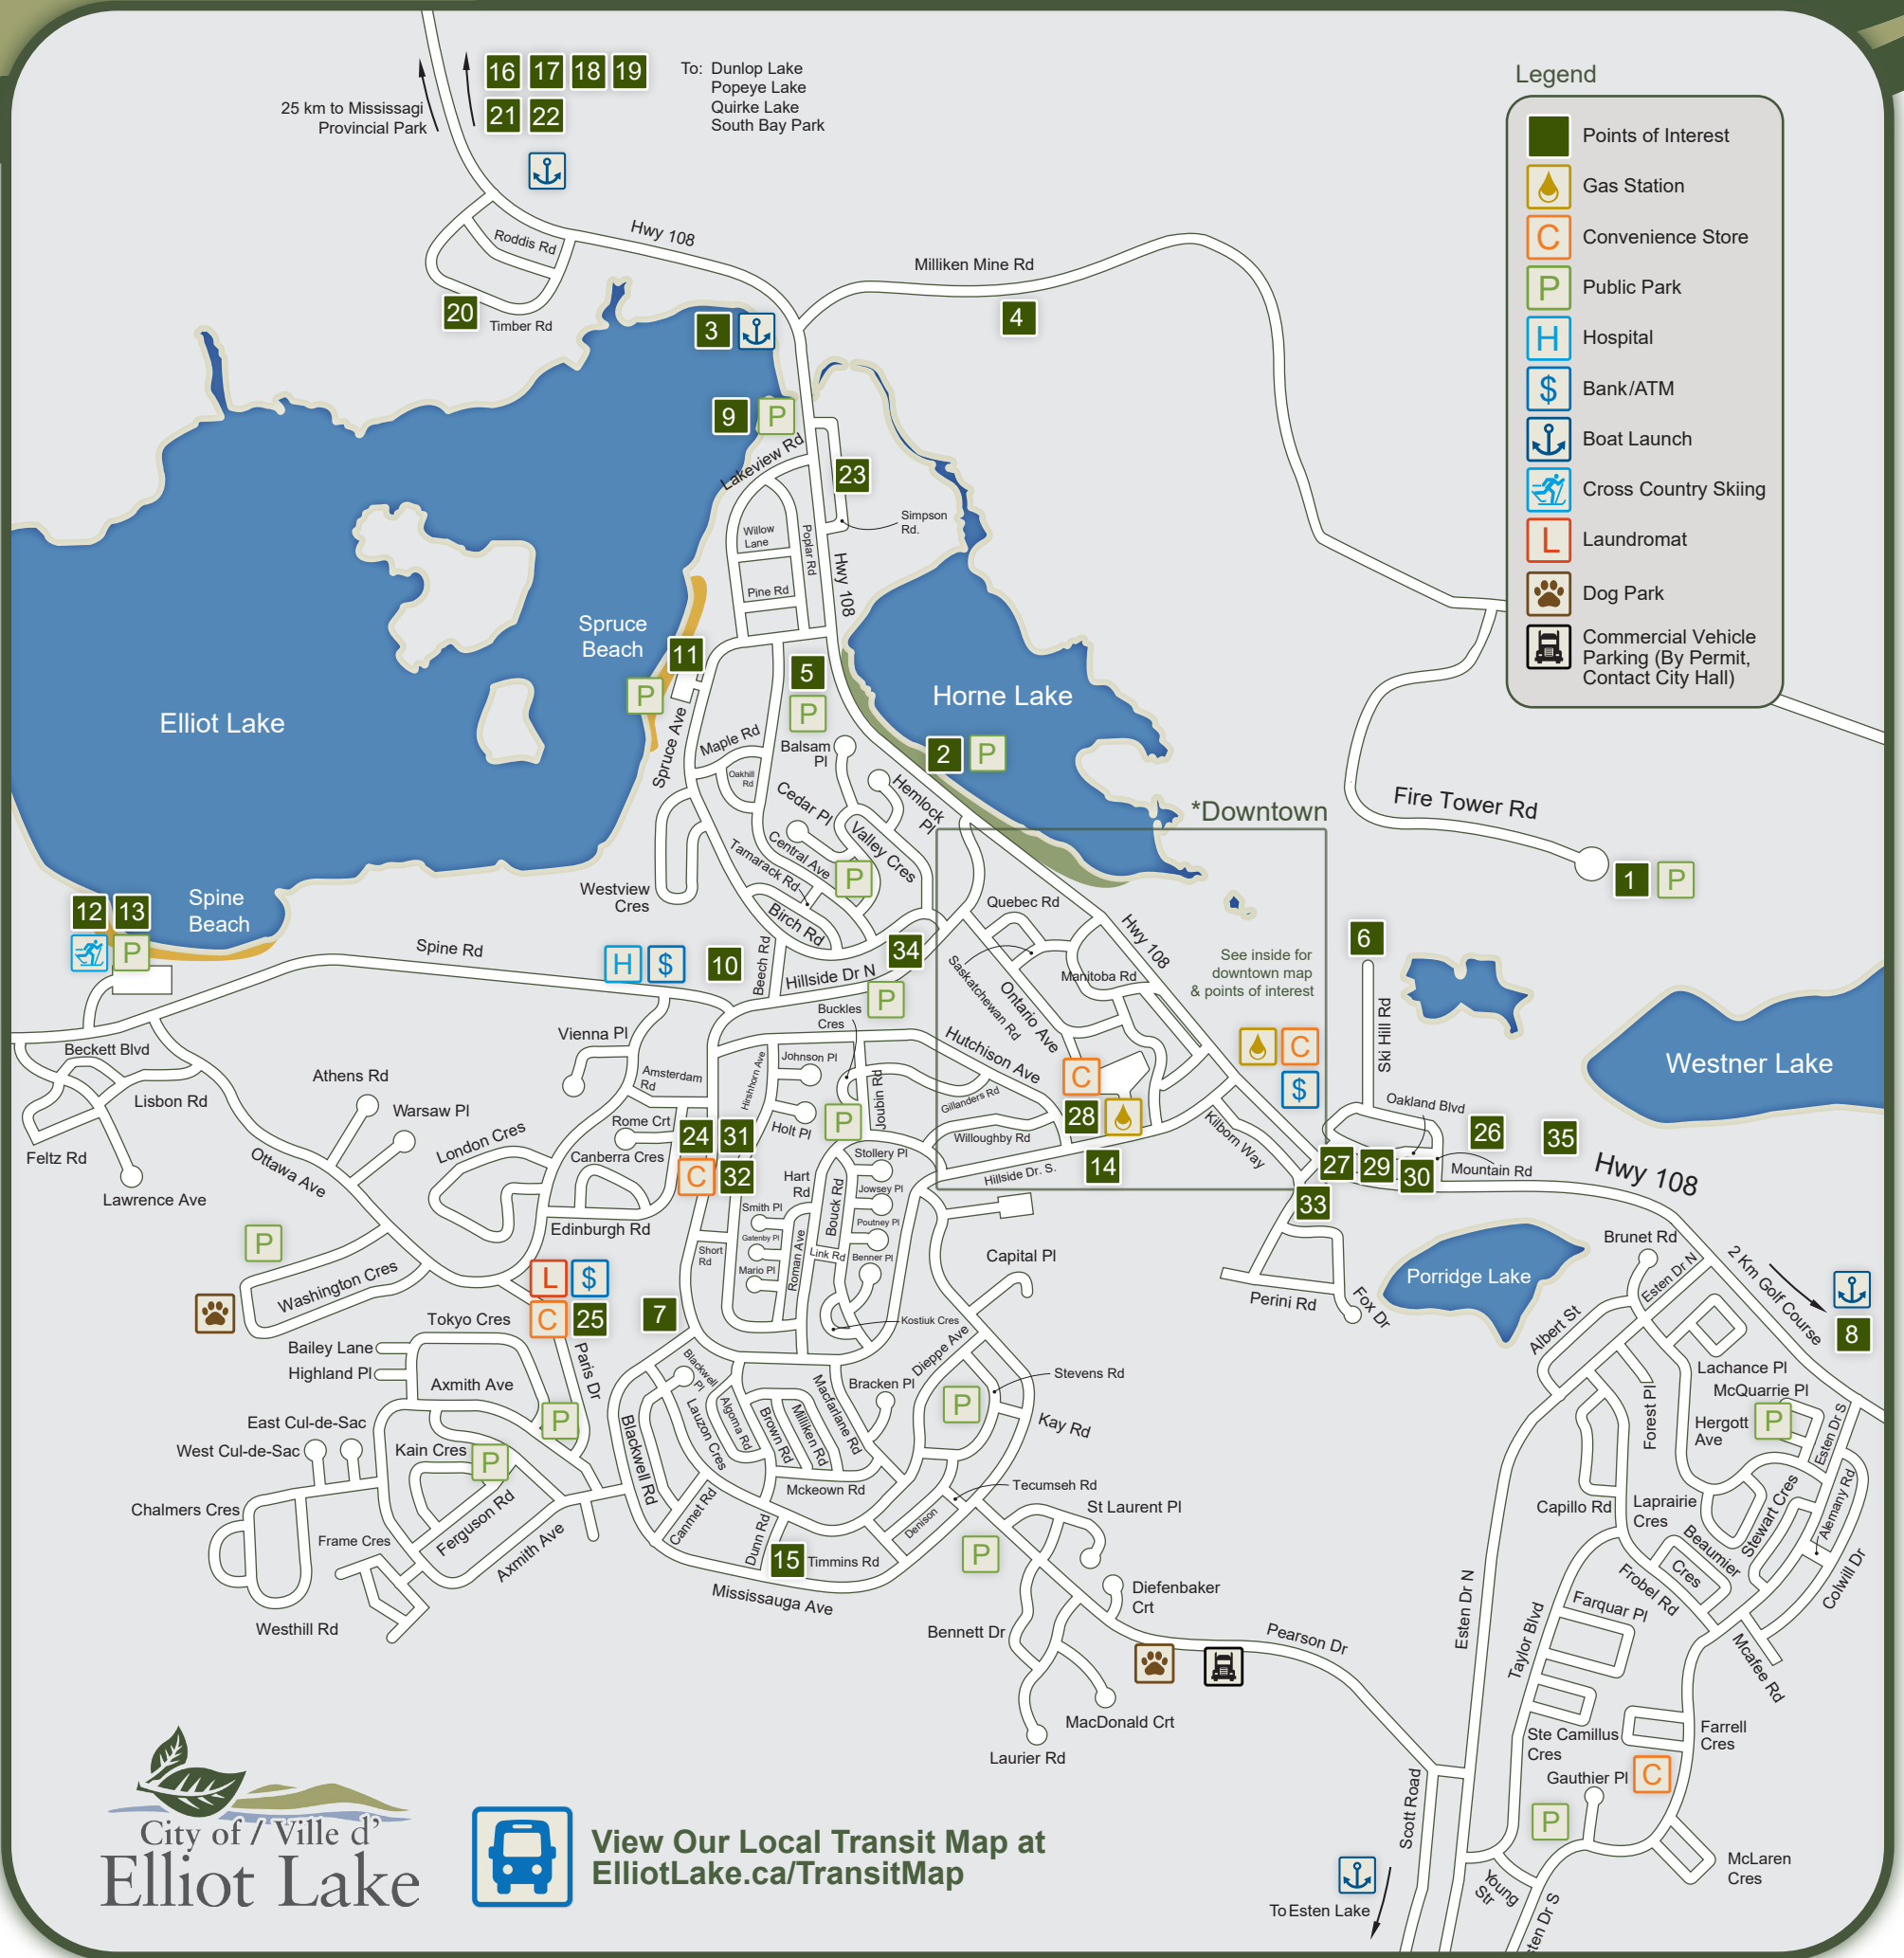 16 17 18 19
21 22
To: Dunlop Lake
Popeye Lake
Quirke Lake
South Bay Park
25 km to Mississagi
Provincial Park
Legend
Points of Interest
Gas Station
C Convenience Store
P Public Park
H Hospital
$ Bank/ATM
Boat Launch
Cross Country Skiing
L Laundromat
Dog Park
Commercial Vehicle
Parking (By Permit,
Contact City Hall)
Roddis Rd
Hwy 108
Milliken Mine Rd
20
Timber Rd
3
4
9 P
Lakeview Rd
23
Simpson
Rd.
Willow
Lane
Poplar Rd
Hwy 108
Pine Rd
Spruce
Beach
11
P
5
P
Elliot Lake
Horne Lake
2 P
Spruce Ave
Maple Rd
Oakhill
Rd
Balsam
Pl
Hemlock
Pl
Cedar Pl
Valley Cres
Central Ave
P
Tamarack Rd
Birch Rd
Westview
Cres
*Downtown
Fire Tower Rd
1 P
12 13
P
Spine
Beach
Spine Rd
H $ 10
Beech Rd
Hillside Dr N
34
P
Quebec Rd
Hwy 108
Saskatchewan Rd
Manitoba Rd
Ontario Ave
See inside for
downtown map
& points of interest
6
Ski Hill Rd
Westner Lake
Beckett Blvd
Lisbon Rd
Feltz Rd
Lawrence Ave
Athens Rd
Warsaw Pl
Ottawa Ave
London Cres
Vienna Pl
Amsterdam
Rd
Rome Crt
Canberra Cres
Edinburgh Rd
24 31
C 32
Hirshhorn Ave
Johnson Pl
Buckles
Cres
Holt Pl
P
Joubin Rd
Hutchison Ave
Gillanders Rd
Willoughby Rd
Hillside Dr. S.
C
28
14
C
$
Kilborn Way
Oakland Blvd
26
35
27 29 30
Mountain Rd
Hwy 108
33
Stollery Pl
Hart
Rd
Bouck Rd
Jowsey Pl
Smith Pl
Poutney Pl
Gatenby Pl
Short
Rd
Mario Pl
Roman Ave
Link Rd
Benner Pl
Kostiuk Cres
Capital Pl
Perini Rd
Fox Dr
Porridge Lake
Brunet Rd
Esten Dr N
2 Km Golf Course
8
Albert St
P
Washington Cres
L $
C 25
7
Tokyo Cres
Bailey Lane
Highland Pl
Paris Dr
Axmith Ave
P
East Cul-de-Sac
West Cul-de-Sac
Kain Cres
P
Chalmers Cres
Frame Cres
Ferguson Rd
Axmith Ave
Westhill Rd
Blackwell
Pl
Blackwell Rd
Lauzon Cres
Algoma Rd
Brown Rd
Milliken Rd
Macfarlane Rd
Bracken Pl
Dieppe Ave
P
Stevens Rd
Kay Rd
Mckeown Rd
Canmet Rd
Dunn Rd
15
Timmins Rd
Denison
Tecumseh Rd
St Laurent Pl
P
Mississauga Ave
Diefenbaker
Crt
Bennett Dr
Pearson Dr
MacDonald Crt
Laurier Rd
Lachance Pl
McQuarrie Pl
Hergott
Ave
P
Esten Dr S
Forest Pl
Capillo Rd
Laprairie
Cres
Stewart Cres
Alemany Rd
Beaumier
Cres
Colwill Dr
Frobel Rd
Farquar Pl
Mcafee Rd
Esten Dr N
Taylor Blvd
Ste Camillus
Cres
Farrell
Cres
Gauthier Pl
C
P
McLaren
Cres
Scott Road
Young
Str
To Esten Lake
sten Dr S
City of / Ville d'
Elliot Lake
View Our Local Transit Map at
ElliotLake.ca/TransitMap